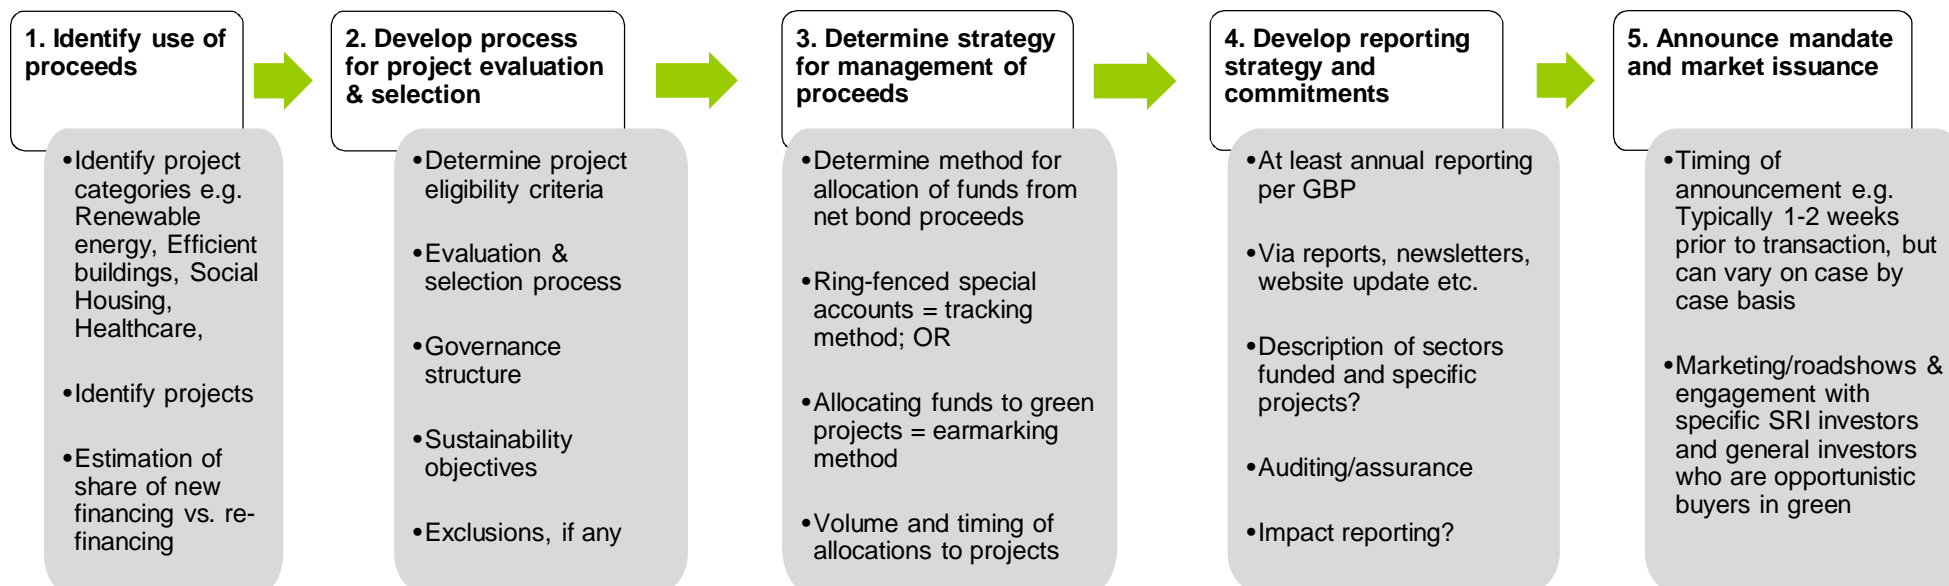 1. Identify use of
proceeds
•Identify project
categories e.g.
Renewable
energy, Efficient
buildings, Social
Housing,
Healthcare,
•Identify projects
•Estimation of
share of new
financing vs. re-
financing
2. Develop process
for project evaluation
& selection
•Determine project
eligibility criteria
•Evaluation &
selection process
•Governance
structure
•Sustainability
objectives
•Exclusions, if any
3. Determine strategy
for management of
proceeds
•Determine method for
allocation of funds from
net bond proceeds
•Ring-fenced special
accounts = tracking
method; OR
•Allocating funds to green
projects = earmarking
method
•Volume and timing of
allocations to projects
4. Develop reporting
strategy and
commitments
•At least annual reporting
per GBP
•Via reports, newsletters,
website update etc.
•Description of sectors
funded and specific
projects?
•Auditing/assurance
•Impact reporting?
5. Announce mandate
and market issuance
•Timing of
announcement e.g.
Typically 1-2 weeks
prior to transaction, but
can vary on case by
case basis
•Marketing/roadshows &
engagement with
specific SRI investors
and general investors
who are opportunistic
buyers in green